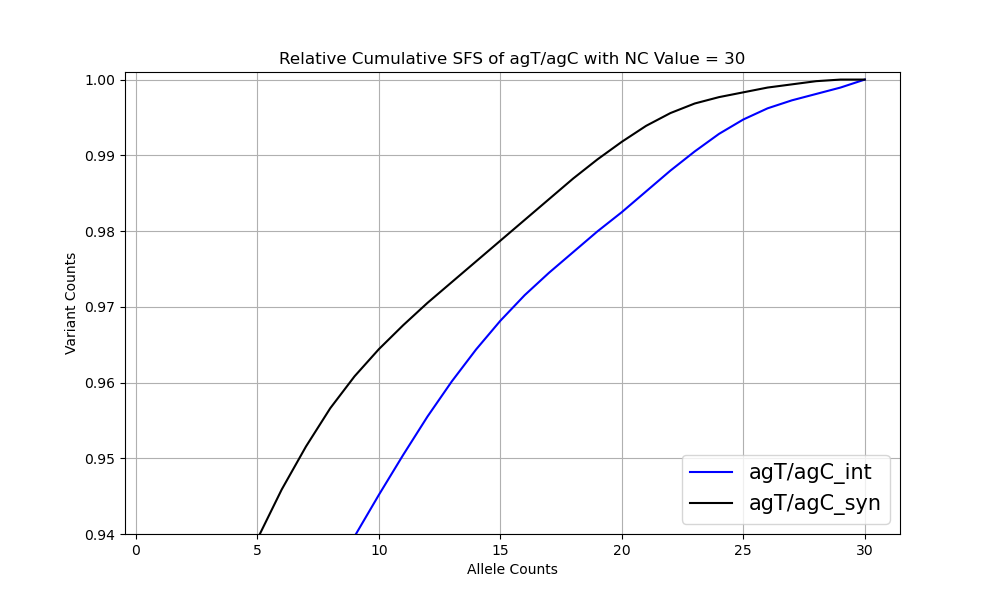 Relative Cumulative SFS of agT/agC with NC Value = 30
1.00
0.99
0.98
0.97
0.96
0.95
0.94
Variant Counts
0 5 10 15 20 25 30
Allele Counts
agT/agC_int
agT/agC_syn